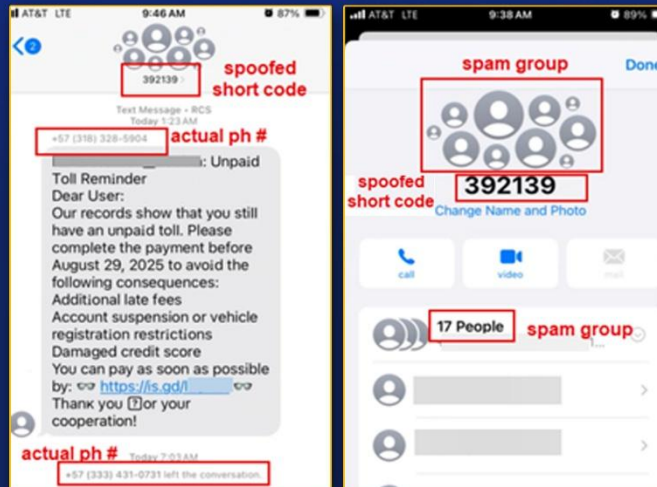 AT&T LTE 9:46 AM 87%
2
spoofed
short code
392139
Text Message • RCS
Today 1:23 AM
+57 (318) 328-5904
actual ph #
: Unpaid
Toll Reminder
Dear User:
Our records show that you still
have an unpaid toll. Please
complete the payment before
August 29, 2025 to avoid the
following consequences:
Additional late fees
Account suspension or vehicle
registration restrictions
Damaged credit score
You can pay as soon as possible
by: 👓 https://is.gd/l 👓
Thanк you ⍰or your
cooperation!
actual ph #
Today 7:03 AM
+57 (333) 431-0731 left the conversation.
AT&T LTE 9:38 AM 89%
spam group
Done
spoofed
short code
392139
Change Name and Photo
call video mail
17 People
spam group